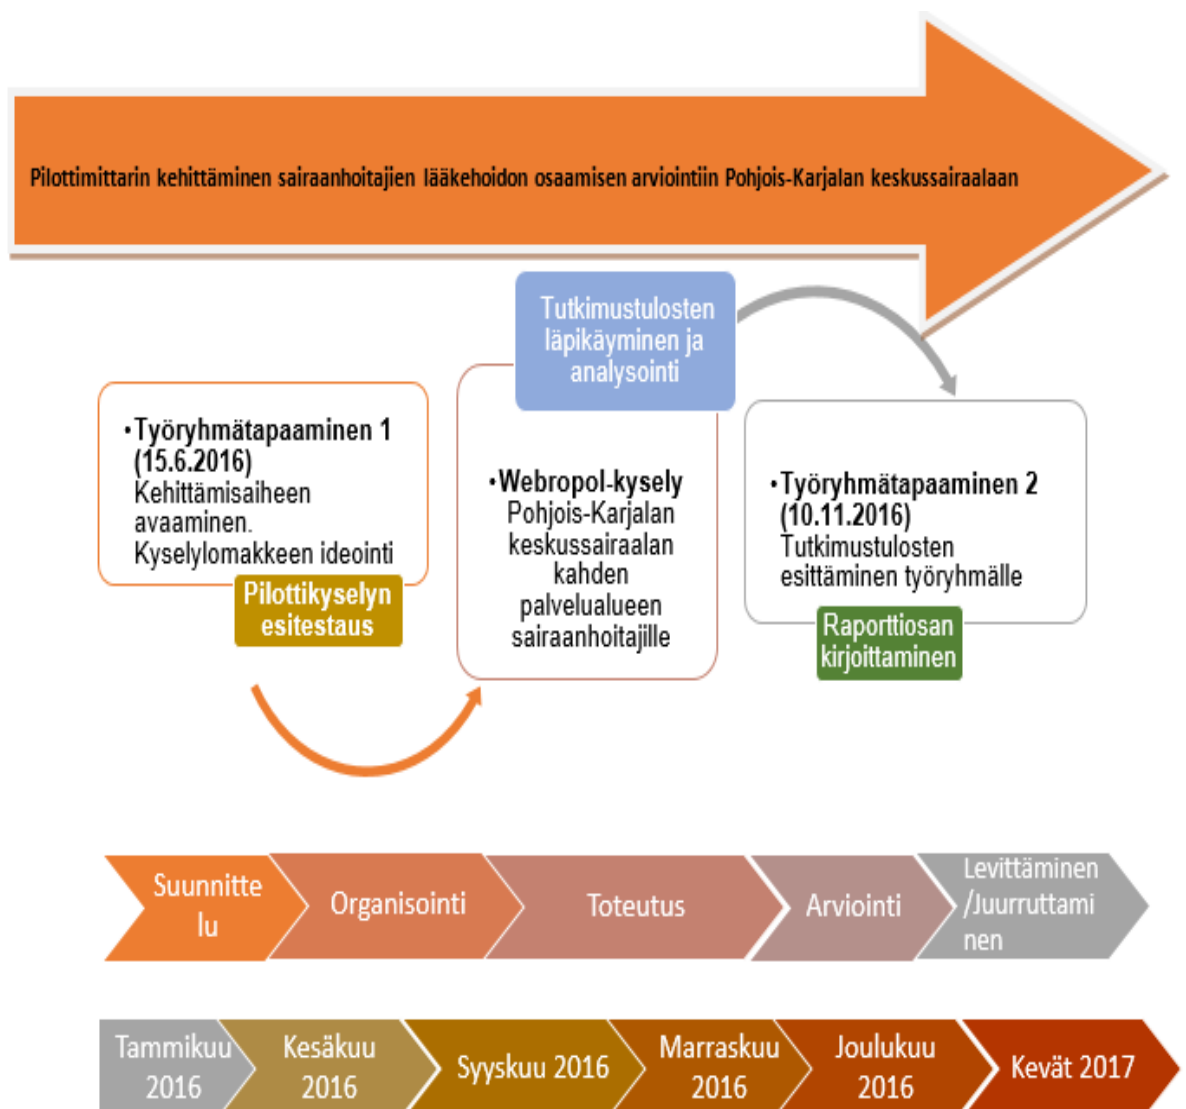 Pilottimittarin kehittäminen sairaanhoitajien lääkehoidon osaamisen arviointiin Pohjois-Karjalan keskussairaalaan
•Työryhmätapaaminen 1
(15.6.2016)
Kehittämisaiheen
avaaminen.
Kyselylomakkeen ideointi
Pilottikyselyn
esitestaus
Tutkimustulosten
läpikäyminen ja
analysointi
•Webropol-kysely
Pohjois-Karjalan
keskussairaalan
kahden
palvelualueen
sairaanhoitajille
•Työryhmätapaaminen 2
(10.11.2016)
Tutkimustulosten
esittäminen työryhmälle
Raporttiosan
kirjoittaminen
Suunnitte
lu
Organisointi
Toteutus
Arviointi
Levittäminen
/Juurruttami
nen
Tammikuu
2016
Kesäkuu
2016
Syyskuu 2016
Marraskuu
2016
Joulukuu
2016
Kevät 2017